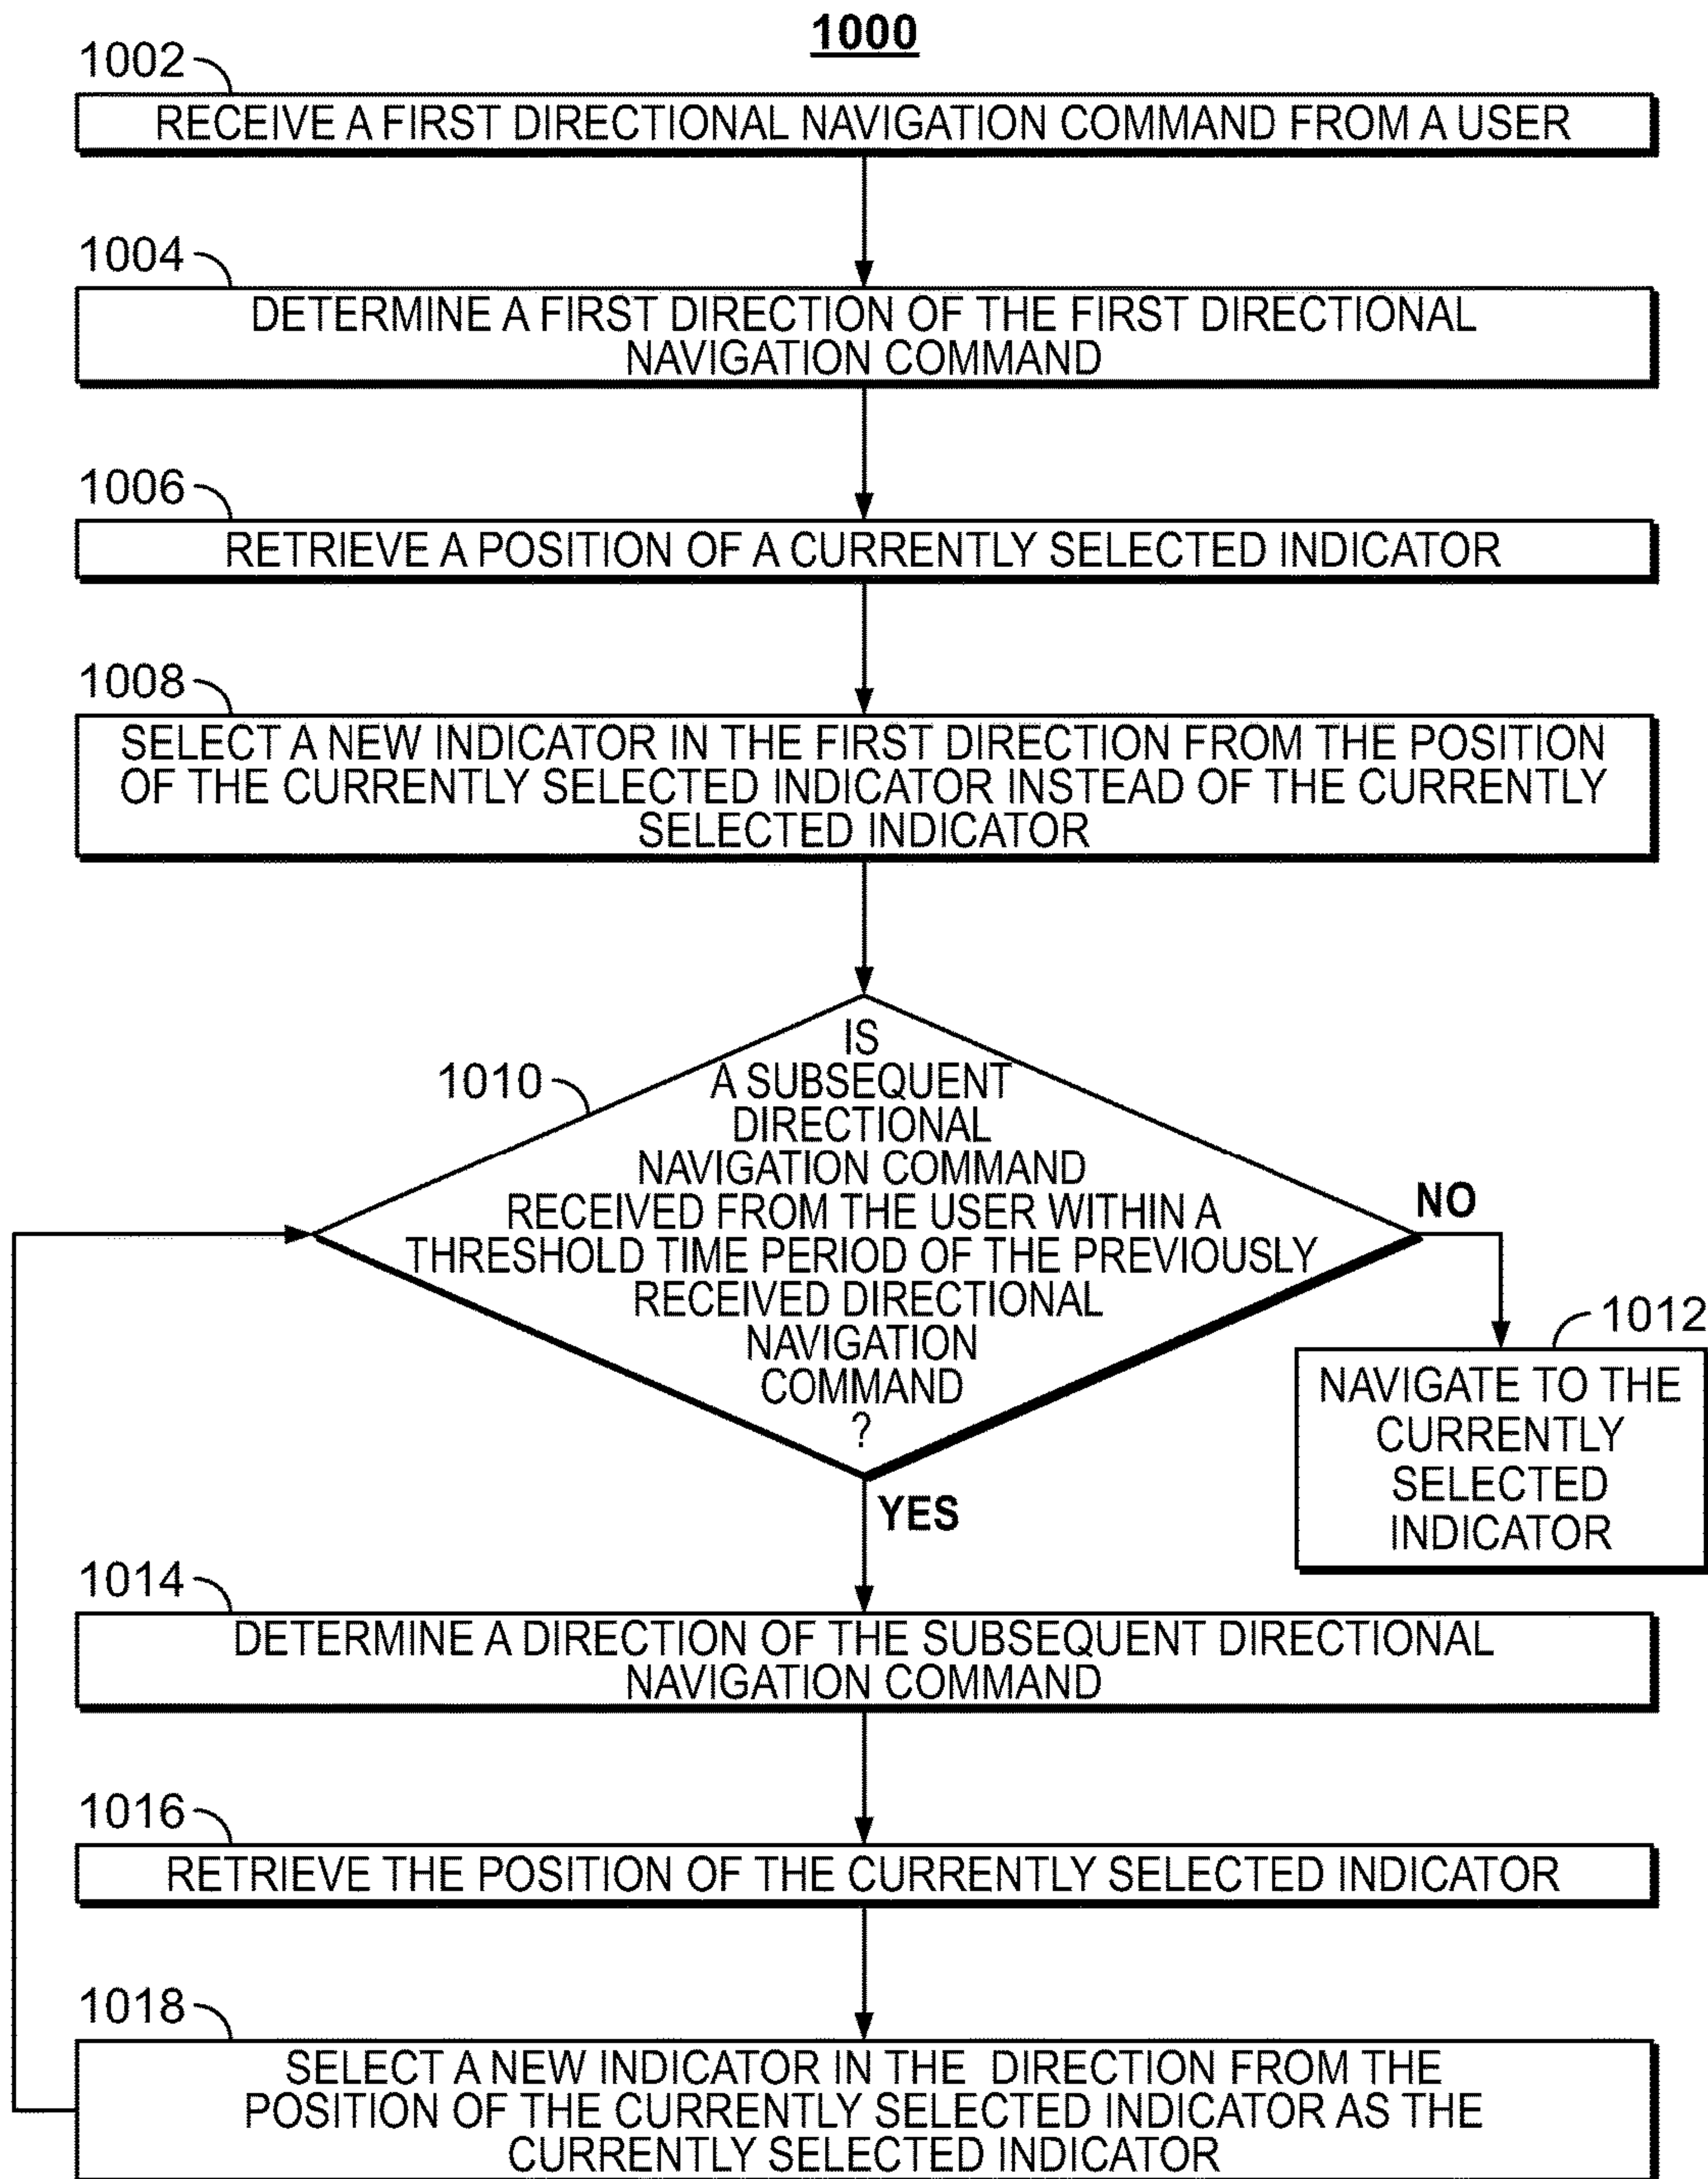 1000
1002
RECEIVE A FIRST DIRECTIONAL NAVIGATION COMMAND FROM A USER
1004
DETERMINE A FIRST DIRECTION OF THE FIRST DIRECTIONAL
NAVIGATION COMMAND
1006
RETRIEVE A POSITION OF A CURRENTLY SELECTED INDICATOR
1008
SELECT A NEW INDICATOR IN THE FIRST DIRECTION FROM THE POSITION
OF THE CURRENTLY SELECTED INDICATOR INSTEAD OF THE CURRENTLY
SELECTED INDICATOR
1010
IS
A SUBSEQUENT
DIRECTIONAL
NAVIGATION COMMAND
RECEIVED FROM THE USER WITHIN A
THRESHOLD TIME PERIOD OF THE PREVIOUSLY
RECEIVED DIRECTIONAL
NAVIGATION
COMMAND
?
NO
1012
NAVIGATE TO THE
CURRENTLY
SELECTED
INDICATOR
YES
1014
DETERMINE A DIRECTION OF THE SUBSEQUENT DIRECTIONAL
NAVIGATION COMMAND
1016
RETRIEVE THE POSITION OF THE CURRENTLY SELECTED INDICATOR
1018
SELECT A NEW INDICATOR IN THE DIRECTION FROM THE
POSITION OF THE CURRENTLY SELECTED INDICATOR AS THE
CURRENTLY SELECTED INDICATOR